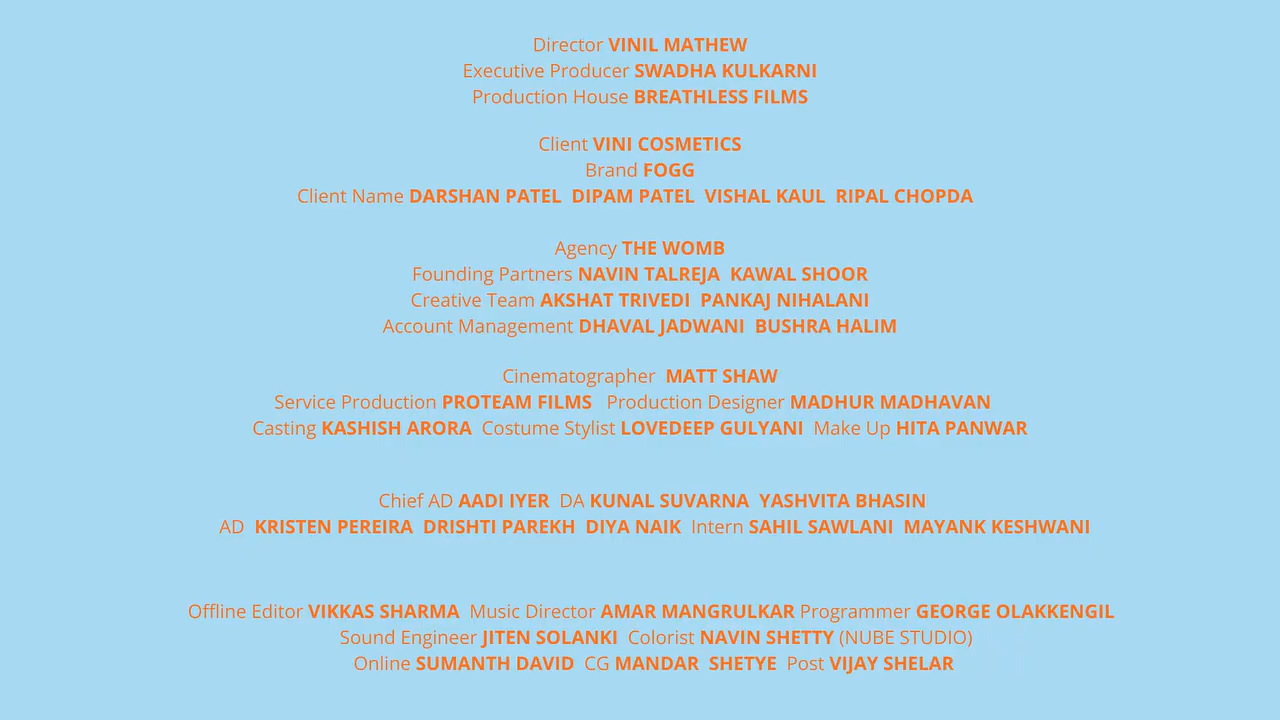 Director VINIL MATHEW
Executive Producer SWADHA KULKARNI
Production House BREATHLESS FILMS
Client VINI COSMETICS
Brand FOGG
Client Name DARSHAN PATEL DIPAM PATEL VISHAL KAUL RIPAL CHOPDA
Agency THE WOMB
Founding Partners NAVIN TALREJA KAWAL SHOOR
Creative Team AKSHAT TRIVEDI PANKAJ NIHALANI
Account Management DHAVAL JADWANI BUSHRA HALIM
Cinematographer MATT SHAW
Service Production PROTEAM FILMS Production Designer MADHUR MADHAVAN
Casting KASHISH ARORA Costume Stylist LOVEDEEP GULYANI Make Up HITA PANWAR
Chief AD AADI IYER DA KUNAL SUVARNA YASHVITA BHASIN
AD KRISTEN PEREIRA DRISHTI PAREKH DIYA NAIK Intern SAHIL SAWLANI MAYANK KESHWANI
Offline Editor VIKKAS SHARMA Music Director AMAR MANGRULKAR Programmer GEORGE OLAKKENGIL
Sound Engineer JITEN SOLANKI Colorist NAVIN SHETTY (NUBE STUDIO)
Online SUMANTH DAVID CG MANDAR SHETYE Post VIJAY SHELAR